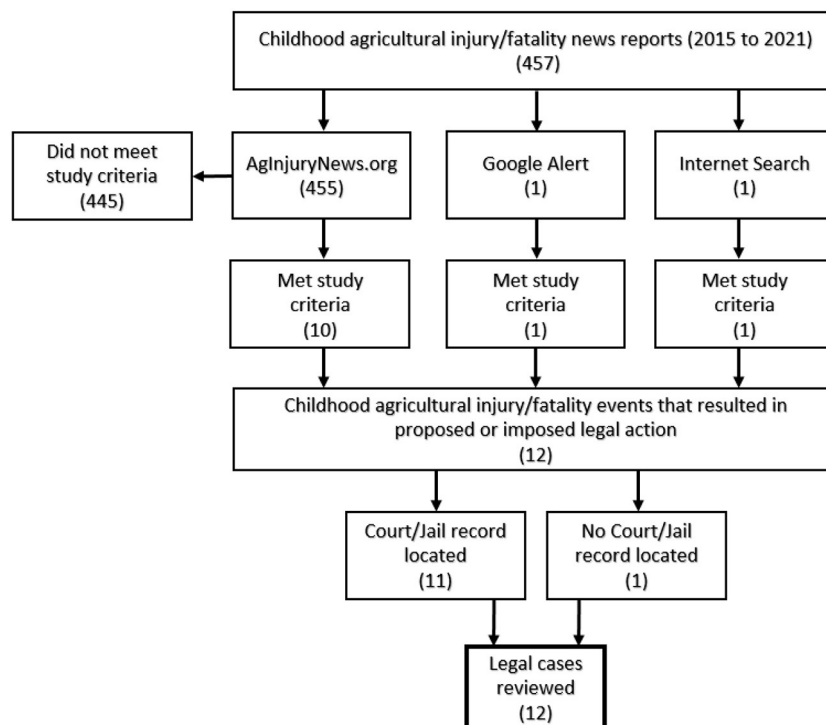 Childhood agricultural injury/fatality news reports (2015 to 2021)
(457)
Did not meet
study criteria
(445)
AgInjuryNews.org
(455)
Google Alert
(1)
Internet Search
(1)
Met study
criteria
(10)
Met study
criteria
(1)
Met study
criteria
(1)
Childhood agricultural injury/fatality events that resulted in
proposed or imposed legal action
(12)
Court/Jail record
located
(11)
No Court/Jail
record located
(1)
Legal cases
reviewed
(12)